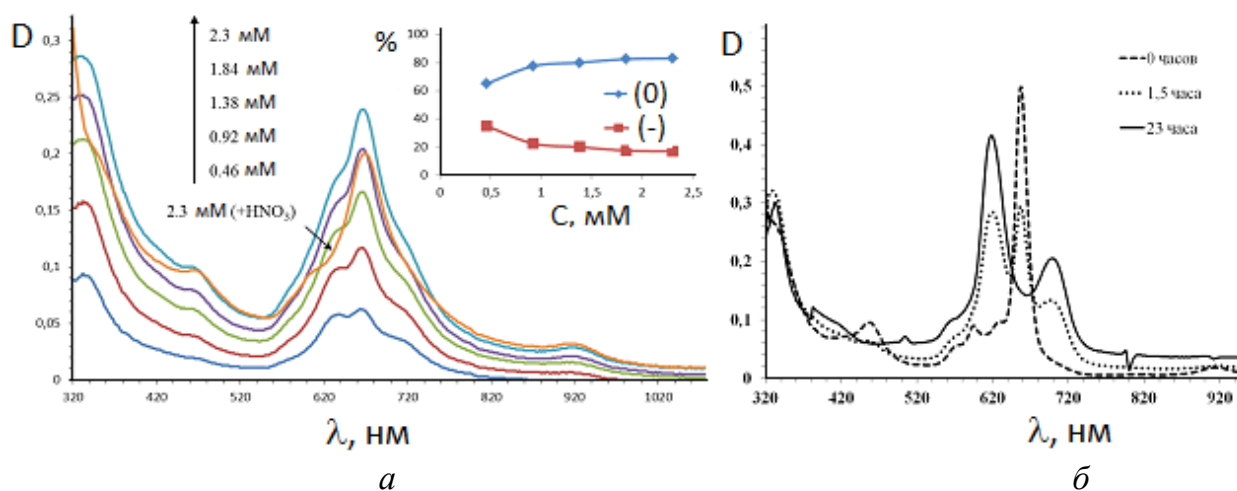 D
0,3
0,25
0,2
0,15
0,1
0,05
0
320 420 520 620 720 820 920 1020
λ, нм
а
2.3 мМ
1.84 мМ
1.38 мМ
0.92 мМ
0.46 мМ
2.3 мМ (+HNO₃)
%
100
80
60
40
20
0
0 0,5 1 1,5 2 2,5
C, мМ
(0)
(-)
D
0,5
0,4
0,3
0,2
0,1
0
320 420 520 620 720 820 920
λ, нм
б
0 часов
1,5 часа
23 часа